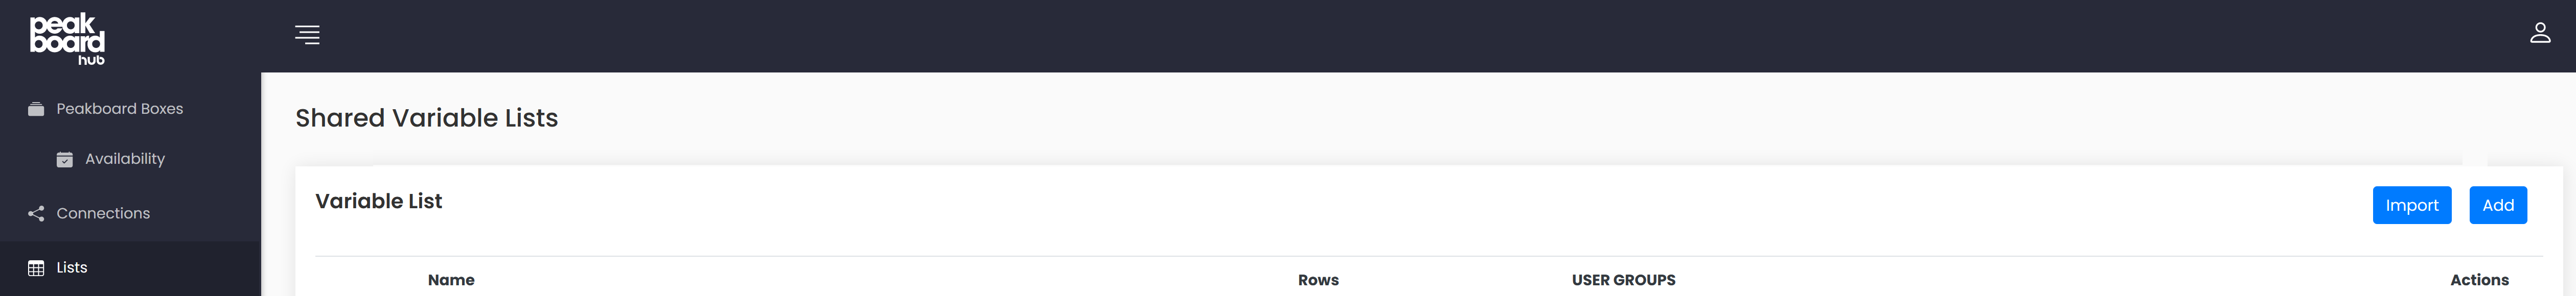 peak
board
hub
Peakboard Boxes
Availability
Connections
Lists
Shared Variable Lists
Variable List
Import
Add
Name Rows USER GROUPS Actions